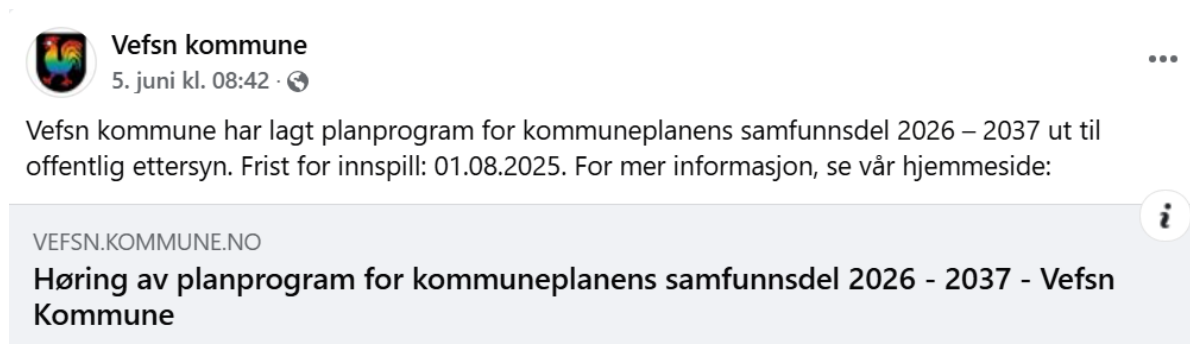 Vefsn kommune
5. juni kl. 08:42 ·
Vefsn kommune har lagt planprogram for kommuneplanens samfunnsdel 2026 – 2037 ut til
offentlig ettersyn. Frist for innspill: 01.08.2025. For mer informasjon, se vår hjemmeside:
VEFSN.KOMMUNE.NO
Høring av planprogram for kommuneplanens samfunnsdel 2026 - 2037 - Vefsn
Kommune